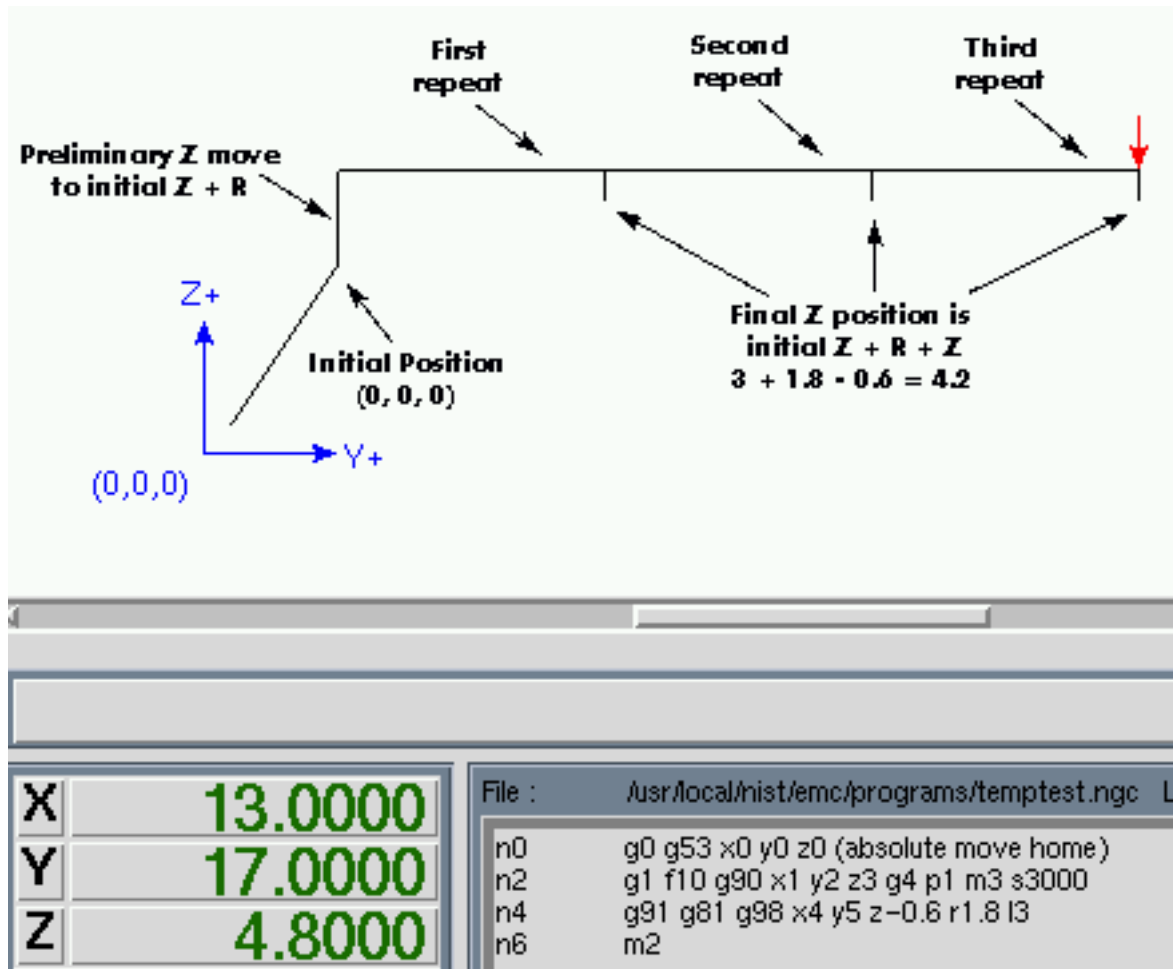 First
repeat
Second
repeat
Third
repeat
Preliminary Z move
to initial Z + R
Z+
Initial Position
(0, 0, 0)
Final Z position is
initial Z + R + Z
3 + 1.8 - 0.6 = 4.2
Y+
(0,0,0)
X 13.0000
Y 17.0000
Z 4.8000
File : /usr/local/nist/emc/programs/temptest.ngc L
n0 g0 g53 x0 y0 z0 (absolute move home)
n2 g1 f10 g90 x1 y2 z3 g4 p1 m3 s3000
n4 g91 g81 g98 x4 y5 z-0.6 r1.8 l3
n6 m2